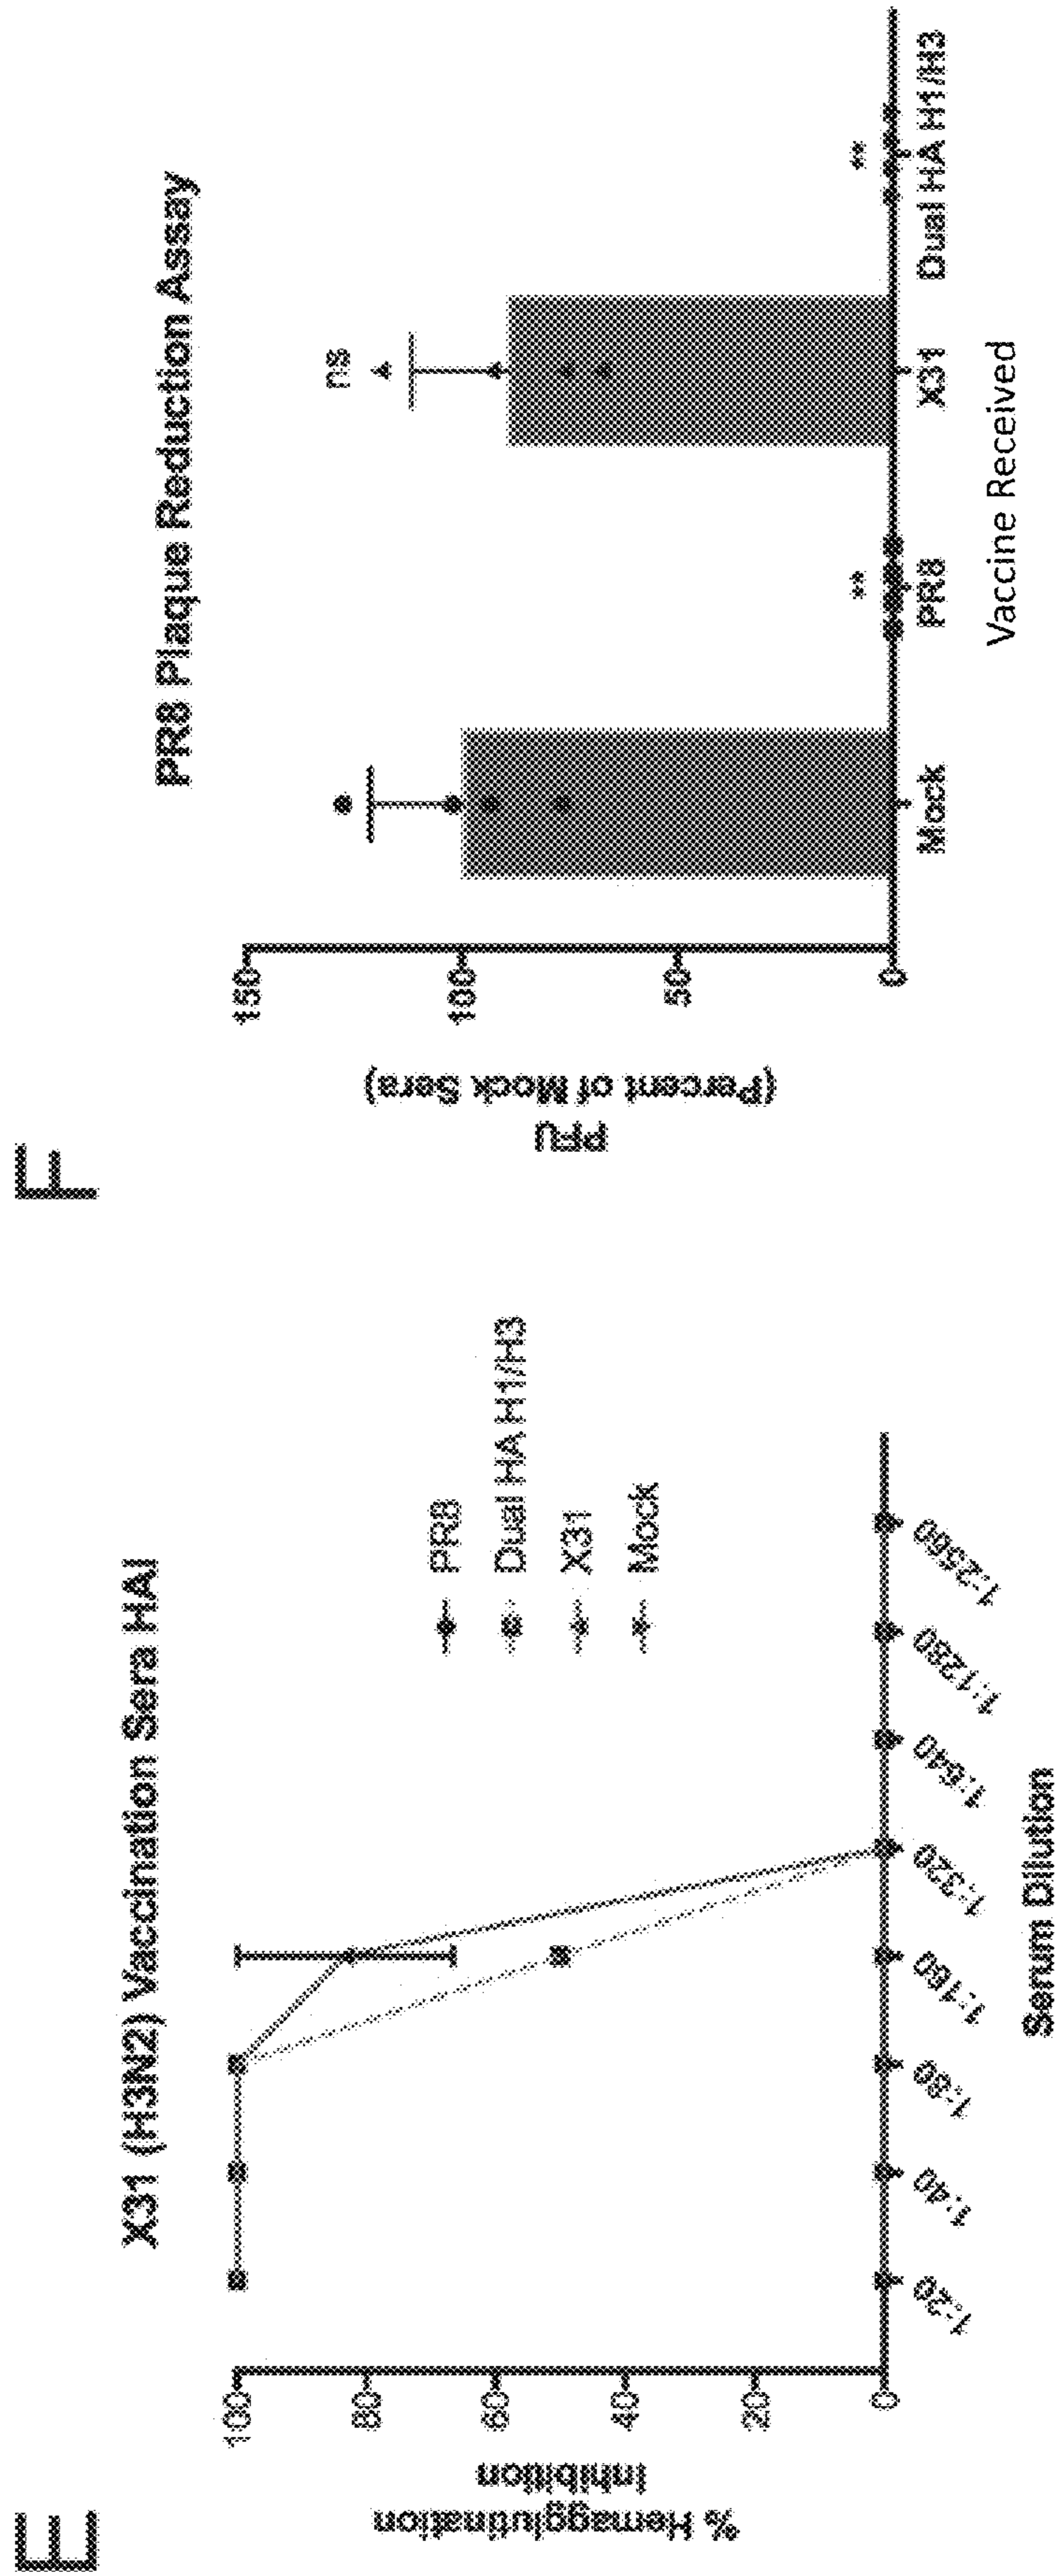 E
X31 (H3N2) Vaccination Sera HAI
% Hemagglutination
Inhibition
100
80
60
40
20
0
1:20
1:40
1:80
1:160
1:320
1:640
1:1280
1:2560
Serum Dilution
PR8
Dual HA H1/H3
X31
Mock
F
PR8 Plaque Reduction Assay
PFU
(Percent of Mock Sera)
150
100
50
0
**
ns
**
Mock
PR8
X31
Dual HA H1/H3
Vaccine Received